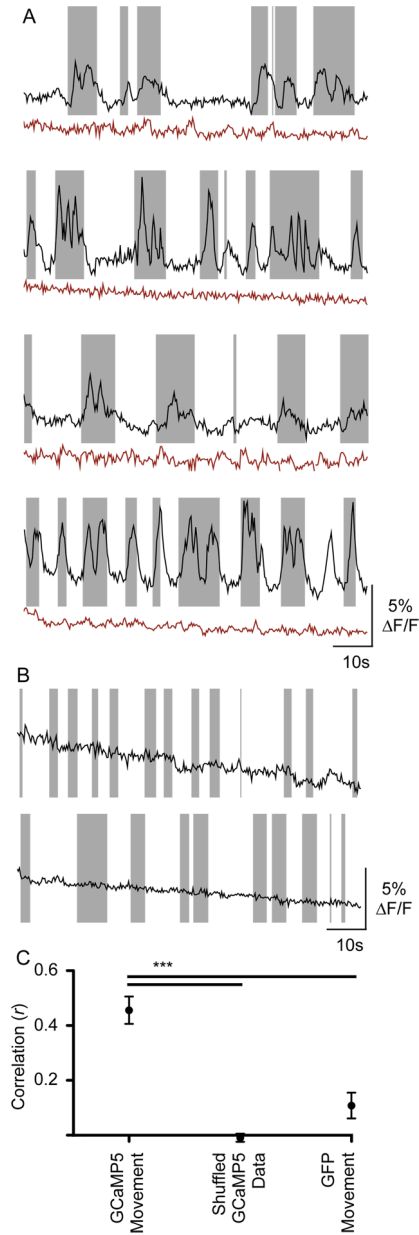 A
5%
ΔF/F
10s
B
5%
ΔF/F
10s
C
***
0.6
0.4
0.2
Correlation (r)
GCaMP5
Movement
Shuffled
GCaMP5
Data
GFP
Movement